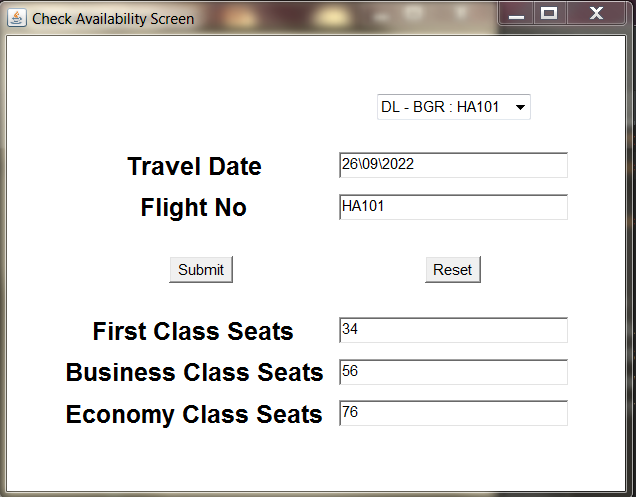 Check Availability Screen
DL - BGR : HA101
Travel Date 26\09\2022
Flight No HA101
Submit Reset
First Class Seats 34
Business Class Seats 56
Economy Class Seats 76